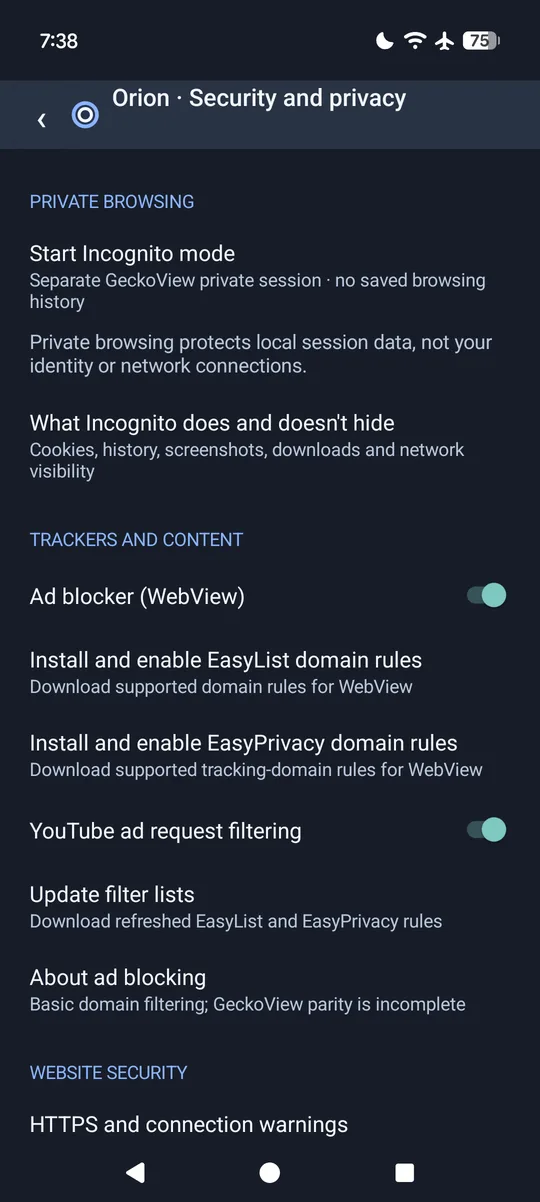 7:38
75
Orion · Security and privacy
PRIVATE BROWSING
Start Incognito mode
Separate GeckoView private session · no saved browsing
history
Private browsing protects local session data, not your
identity or network connections.
What Incognito does and doesn't hide
Cookies, history, screenshots, downloads and network
visibility
TRACKERS AND CONTENT
Ad blocker (WebView)
Install and enable EasyList domain rules
Download supported domain rules for WebView
Install and enable EasyPrivacy domain rules
Download supported tracking-domain rules for WebView
YouTube ad request filtering
Update filter lists
Download refreshed EasyList and EasyPrivacy rules
About ad blocking
Basic domain filtering; GeckoView parity is incomplete
WEBSITE SECURITY
HTTPS and connection warnings